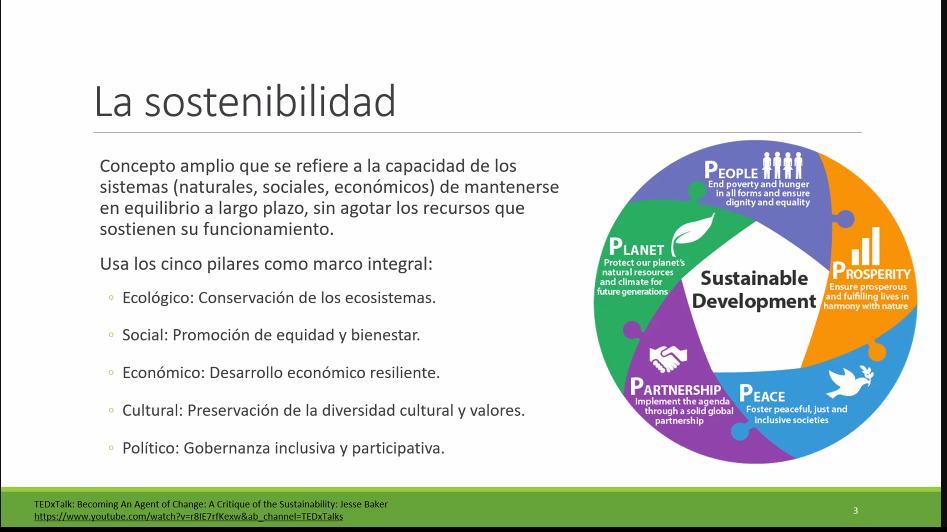 La sostenibilidad
Concepto amplio que se refiere a la capacidad de los
sistemas (naturales, sociales, económicos) de mantenerse
en equilibrio a largo plazo, sin agotar los recursos que
sostienen su funcionamiento.
Usa los cinco pilares como marco integral:
Ecológico: Conservación de los ecosistemas.
Social: Promoción de equidad y bienestar.
Económico: Desarrollo económico resiliente.
Cultural: Preservación de la diversidad cultural y valores.
Político: Gobernanza inclusiva y participativa.
PEOPLE
End poverty and hunger
in all forms and ensure
dignity and equality
PROSPERITY
Ensure prosperous
and fulfilling lives in
harmony with nature
PEACE
Foster peaceful, just and
inclusive societies
PARTNERSHIP
Implement the agenda
through a solid global
partnership
PLANET
Protect our planet's
natural resources
and climate for
future generations
Sustainable
Development
TEDxTalk: Becoming An Agent of Change: A Critique of the Sustainability: Jesse Baker
https://www.youtube.com/watch?v=r8IE7rfKexw&ab_channel=TEDxTalks
3